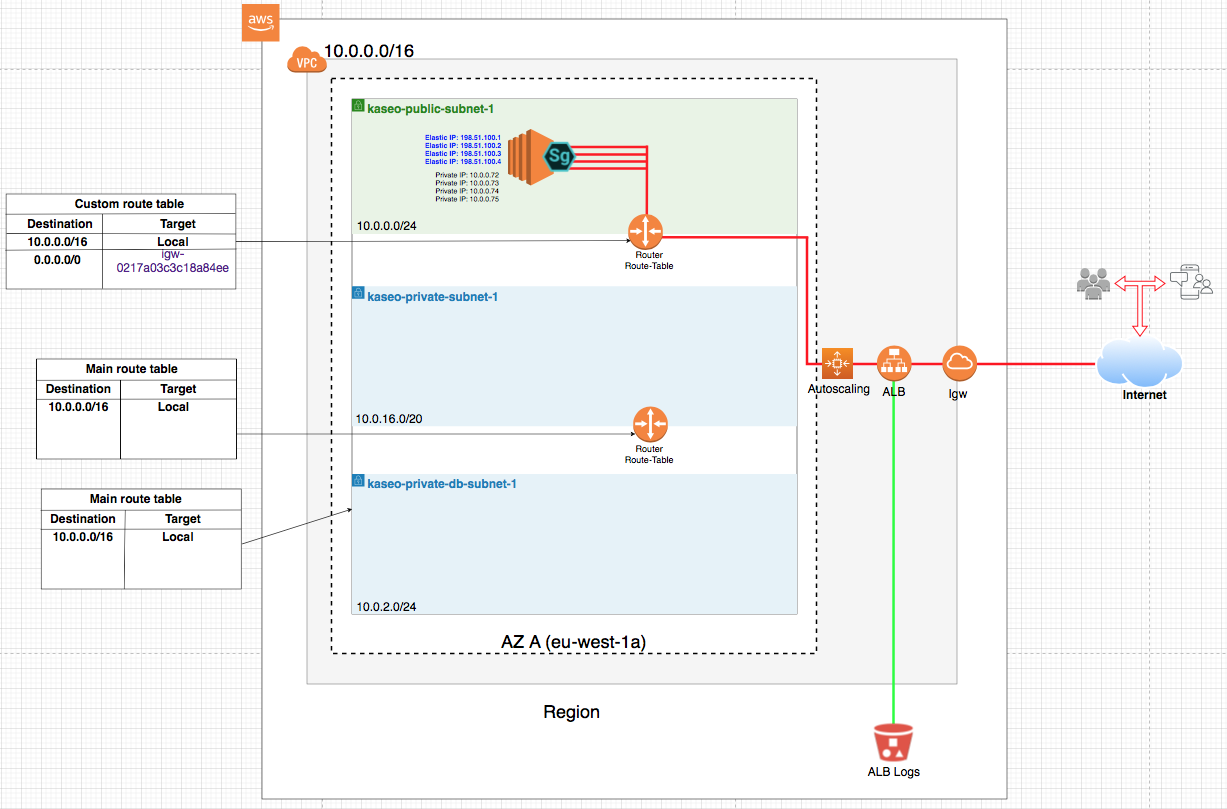 aws
VPC
10.0.0.0/16
kaseo-public-subnet-1
Elastic IP: 198.51.100.1
Elastic IP: 198.51.100.2
Elastic IP: 198.51.100.3
Elastic IP: 198.51.100.4
Sg
Private IP: 10.0.0.72
Private IP: 10.0.0.73
Private IP: 10.0.0.74
Private IP: 10.0.0.75
10.0.0.0/24
Router
Route-Table
Custom route table
Destination Target
10.0.0.0/16 Local
0.0.0.0/0 igw-
0217a03c3c18a84ee
kaseo-private-subnet-1
10.0.16.0/20
Router
Route-Table
Main route table
Destination Target
10.0.0.0/16 Local
kaseo-private-db-subnet-1
10.0.2.0/24
Main route table
Destination Target
10.0.0.0/16 Local
AZ A (eu-west-1a)
Region
Autoscaling
ALB
Igw
Internet
ALB Logs